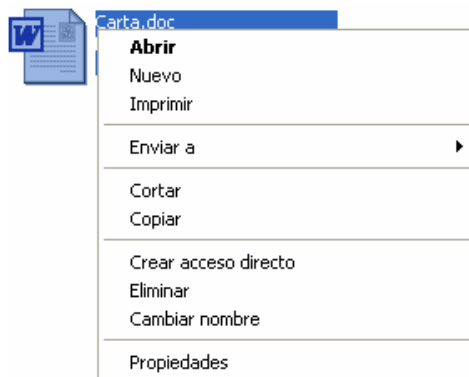 Carta.doc
Abrir
Nuevo
Imprimir
Enviar a
Cortar
Copiar
Crear acceso directo
Eliminar
Cambiar nombre
Propiedades